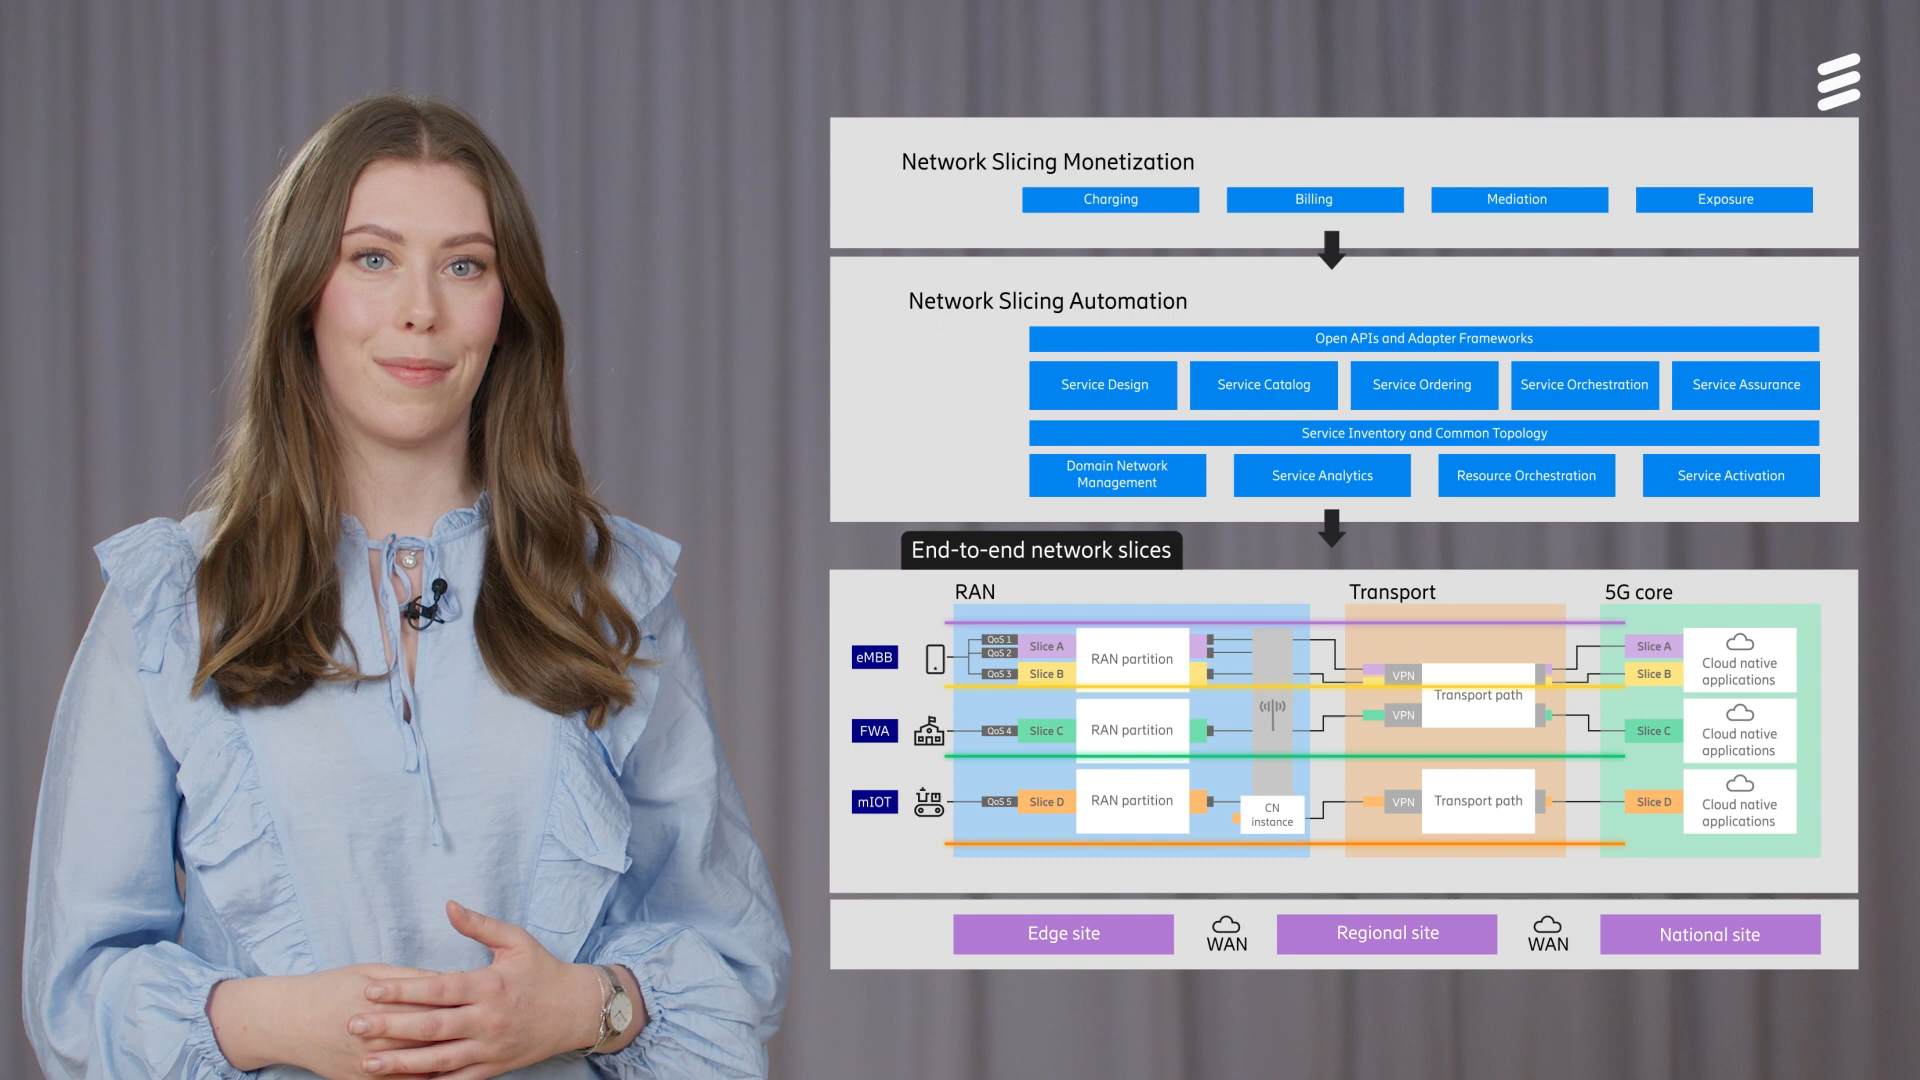 Network Slicing Monetization
Charging
Billing
Mediation
Exposure
Network Slicing Automation
Open APIs and Adapter Frameworks
Service Design
Service Catalog
Service Ordering
Service Orchestration
Service Assurance
Service Inventory and Common Topology
Domain Network
Management
Service Analytics
Resource Orchestration
Service Activation
End-to-end network slices
RAN
Transport
5G core
eMBB
QoS 1
QoS 2
QoS 3
Slice A
Slice B
RAN partition
VPN
Transport path
Slice A
Slice B
Cloud native
applications
FWA
QoS 4
Slice C
RAN partition
VPN
Slice C
Cloud native
applications
mIOT
QoS 5
Slice D
RAN partition
CN
instance
VPN
Transport path
Slice D
Cloud native
applications
Edge site
WAN
Regional site
WAN
National site